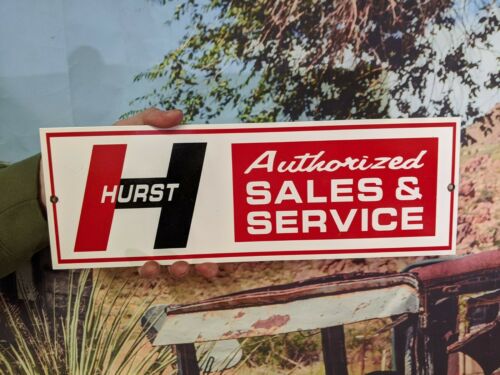 HURST
Authorized
SALES &
SERVICE